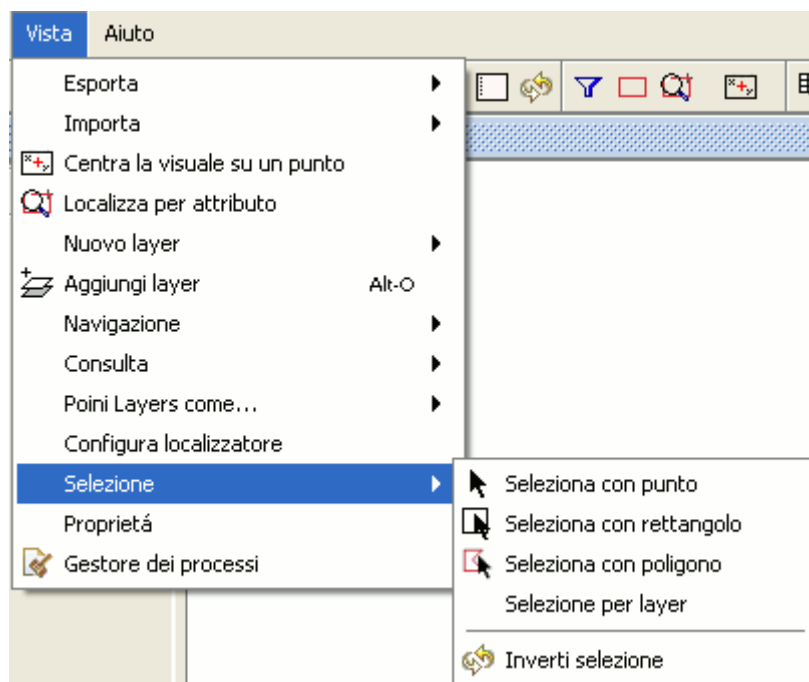 Vista Aiuto
Esporta
Importa
Centra la visuale su un punto
Localizza per attributo
Nuovo layer
Aggiungi layer Alt-O
Navigazione
Consulta
Poini Layers come...
Configura localizzatore
Selezione
Proprietá
Gestore dei processi
Seleziona con punto
Seleziona con rettangolo
Seleziona con poligono
Selezione per layer
Inverti selezione